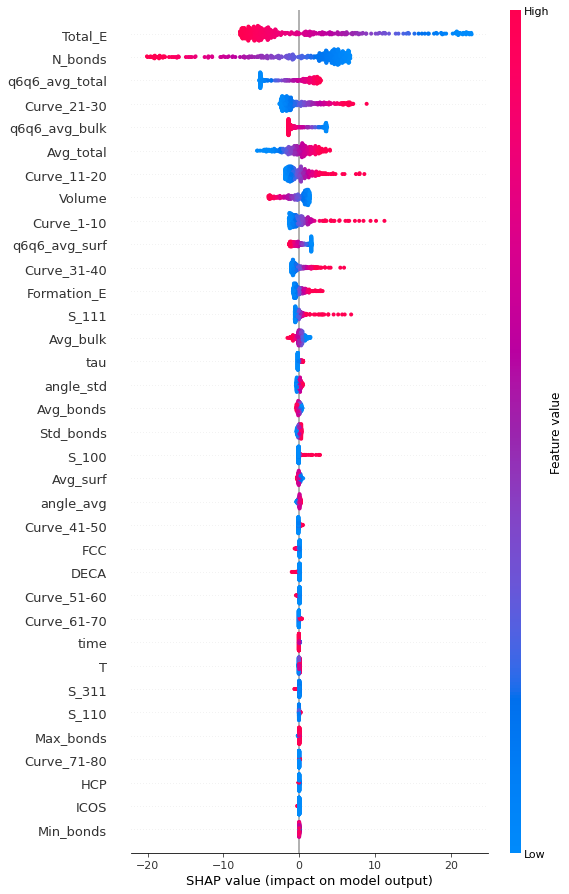 High
Total_E
N_bonds
q6q6_avg_total
Curve_21-30
q6q6_avg_bulk
Avg_total
Curve_11-20
Volume
Curve_1-10
q6q6_avg_surf
Curve_31-40
Formation_E
S_111
Avg_bulk
tau
angle_std
Avg_bonds
Std_bonds
S_100
Avg_surf
angle_avg
Curve_41-50
FCC
DECA
Curve_51-60
Curve_61-70
time
T
S_311
S_110
Max_bonds
Curve_71-80
HCP
ICOS
Min_bonds
Feature value
Low
−20 −10 0 10 20
SHAP value (impact on model output)